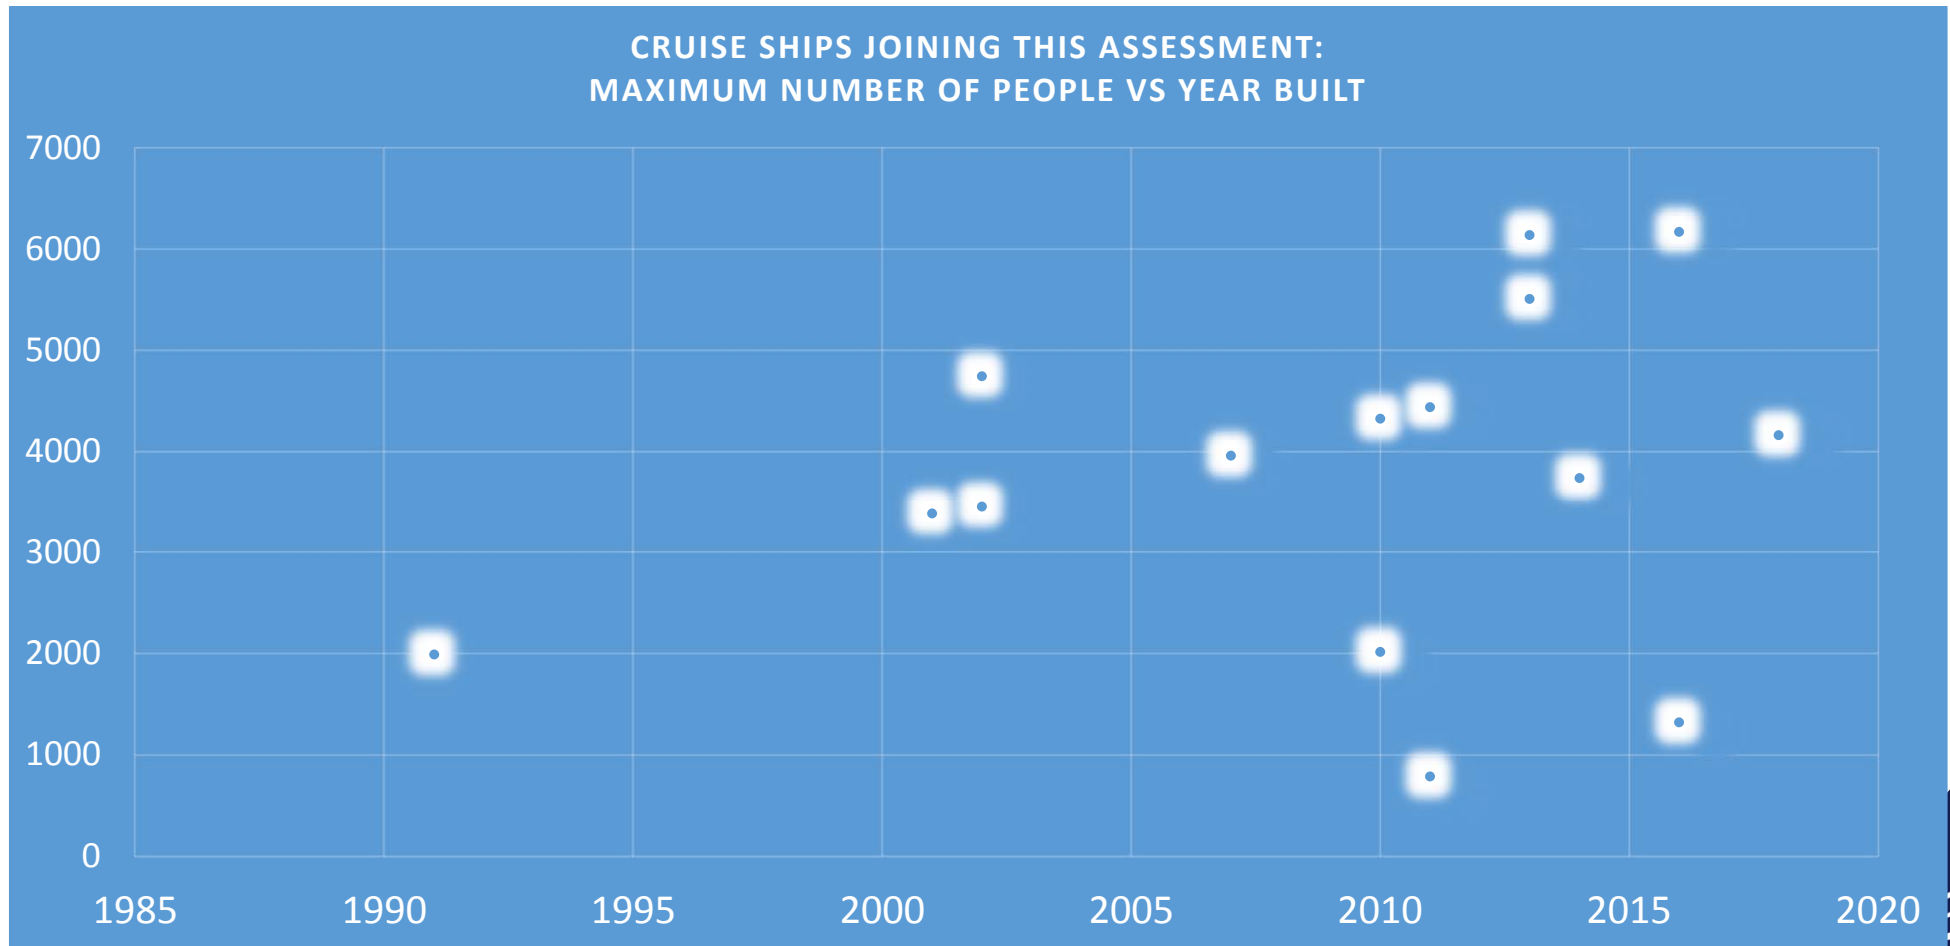 CRUISE SHIPS JOINING THIS ASSESSMENT:
MAXIMUM NUMBER OF PEOPLE VS YEAR BUILT
7000
6000
5000
4000
3000
2000
1000
0
1985 1990 1995 2000 2005 2010 2015 2020